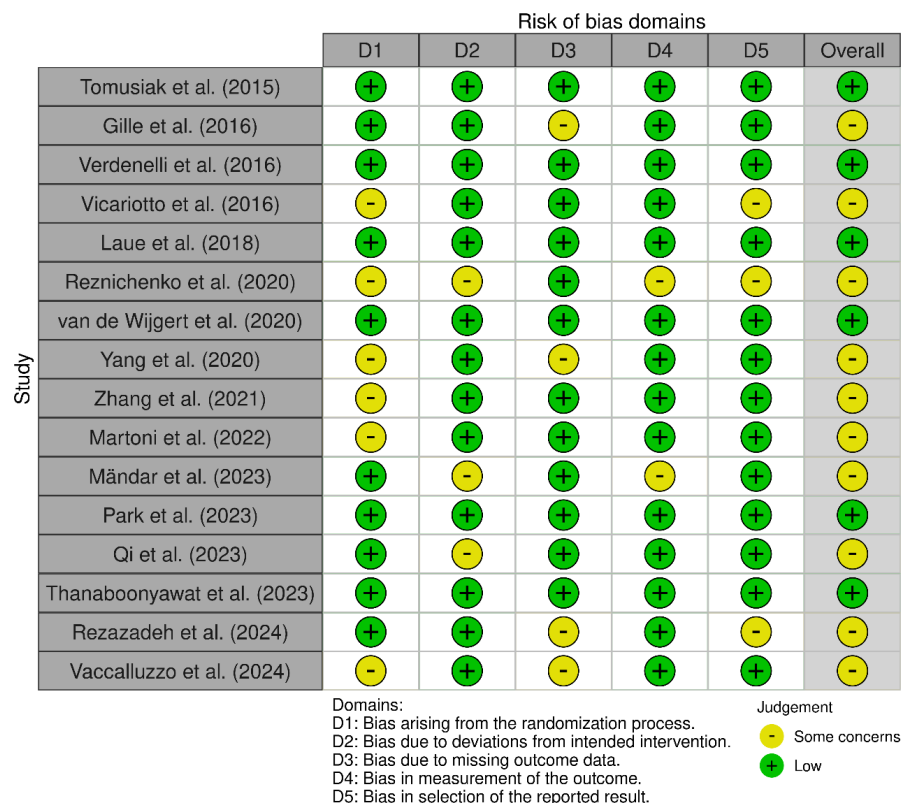 Risk of bias domains
D1 D2 D3 D4 D5 Overall
Study
Tomusiak et al. (2015) + + + + + +
Gille et al. (2016) + + - + + -
Verdenelli et al. (2016) + + + + + +
Vicariotto et al. (2016) - + + + - -
Laue et al. (2018) + + + + + +
Reznichenko et al. (2020) - - + - - -
van de Wijgert et al. (2020) + + + + + +
Yang et al. (2020) - + - + + -
Zhang et al. (2021) - + + + + -
Martoni et al. (2022) - + + + + -
Mändar et al. (2023) + - + - + -
Park et al. (2023) + + + + + +
Qi et al. (2023) + - + + + -
Thanaboonyawat et al. (2023) + + + + + +
Rezazadeh et al. (2024) + + - + - -
Vaccalluzzo et al. (2024) - + - + + -
Domains:
D1: Bias arising from the randomization process.
D2: Bias due to deviations from intended intervention.
D3: Bias due to missing outcome data.
D4: Bias in measurement of the outcome.
D5: Bias in selection of the reported result.
Judgement
- Some concerns
+ Low